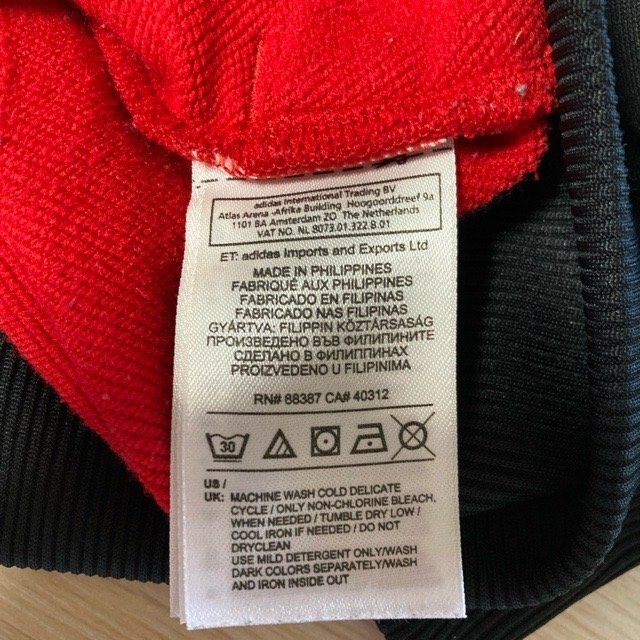 adidas International Trading BV
Atlas Arena -Afrika Building Hoogoorddreef 9a
1101 BA Amsterdam ZO The Netherlands
VAT NO. NL 8073.01.322.B.01
ET: adidas Imports and Exports Ltd
MADE IN PHILIPPINES
FABRIQUÉ AUX PHILIPPINES
FABRICADO EN FILIPINAS
FABRICADO NAS FILIPINAS
GYÁRTVA: FILIPPIN KÖZTÁRSASÁG
ПРОИЗВЕДЕНО ВЪВ ФИЛИПИНИТЕ
СДЕЛАНО В ФИЛИППИНАХ
PROIZVEDENO U FILIPINIMA
RN# 88387 CA# 40312
30
US /
UK: MACHINE WASH COLD DELICATE
CYCLE / ONLY NON-CHLORINE BLEACH,
WHEN NEEDED / TUMBLE DRY LOW /
COOL IRON IF NEEDED / DO NOT
DRYCLEAN
USE MILD DETERGENT ONLY/WASH
DARK COLORS SEPARATELY/WASH
AND IRON INSIDE OUT